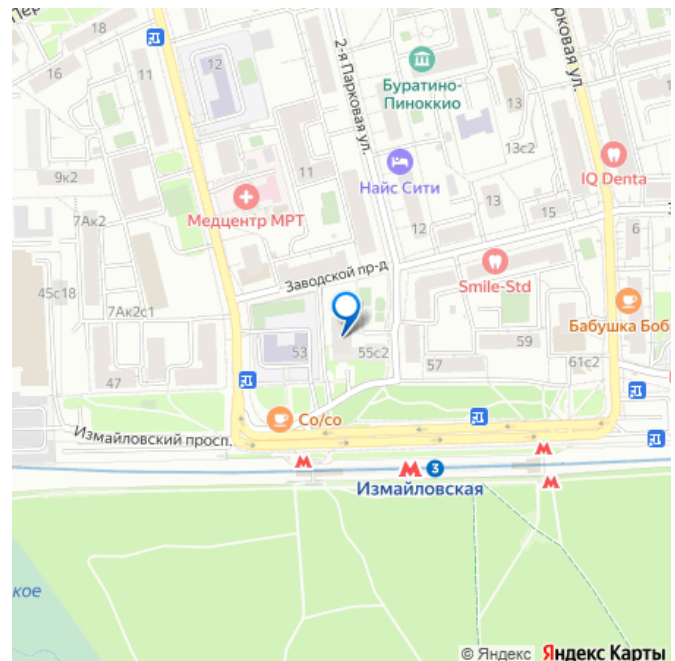 18
16
11
12
2-я Парковая ул.
Буратино-
Пиноккио
Парковая ул.
13
13с2
IQ Denta
9к2
11
Найс Сити
7Ак2
Медцентр МРТ
13
15
12
6
Заводской пр-д
Smile-Std
45с18
7Ак2с1
Бабушка Боб
53
55с2
57
59
61с2
47
Co/co
Измайловский просп.
3
Измайловская
кое
© Яндекс Яндекс Карты